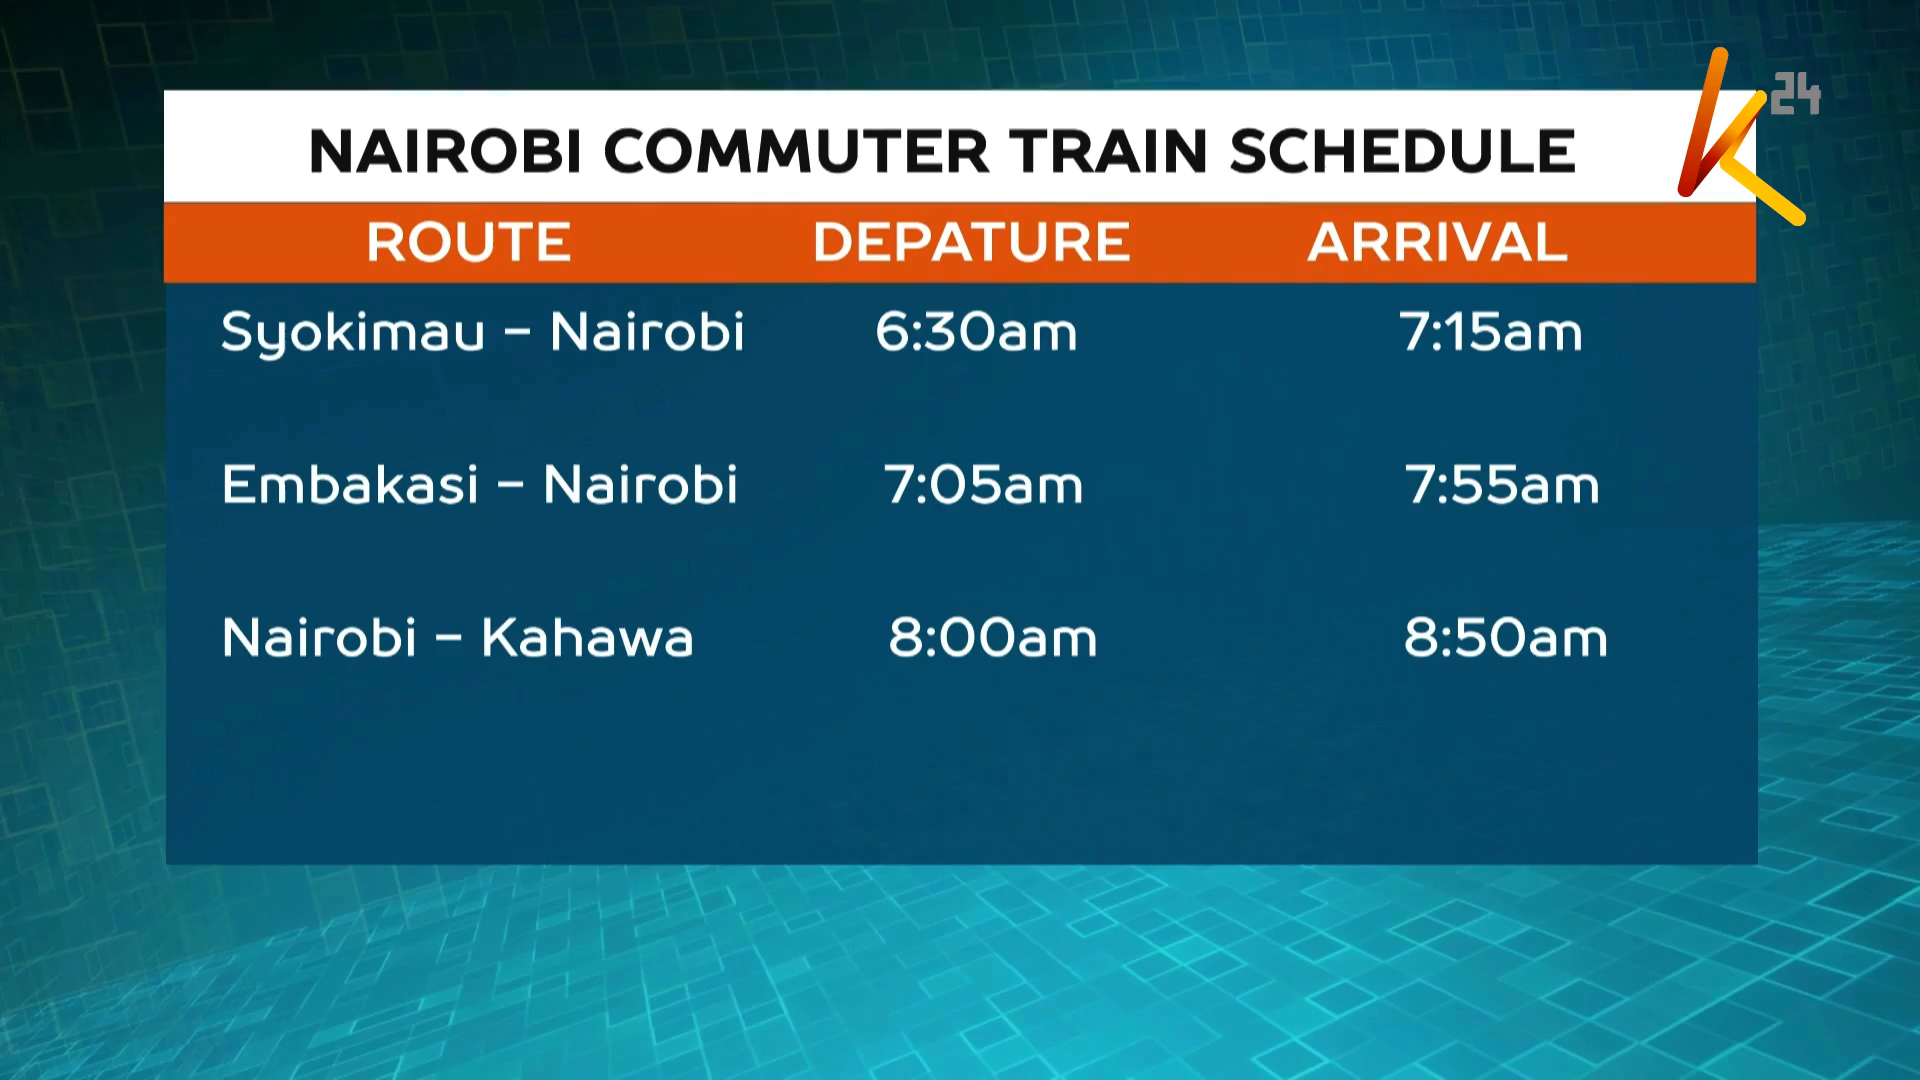 K24
NAIROBI COMMUTER TRAIN SCHEDULE
ROUTE DEPATURE ARRIVAL
Syokimau – Nairobi 6:30am 7:15am
Embakasi – Nairobi 7:05am 7:55am
Nairobi – Kahawa 8:00am 8:50am